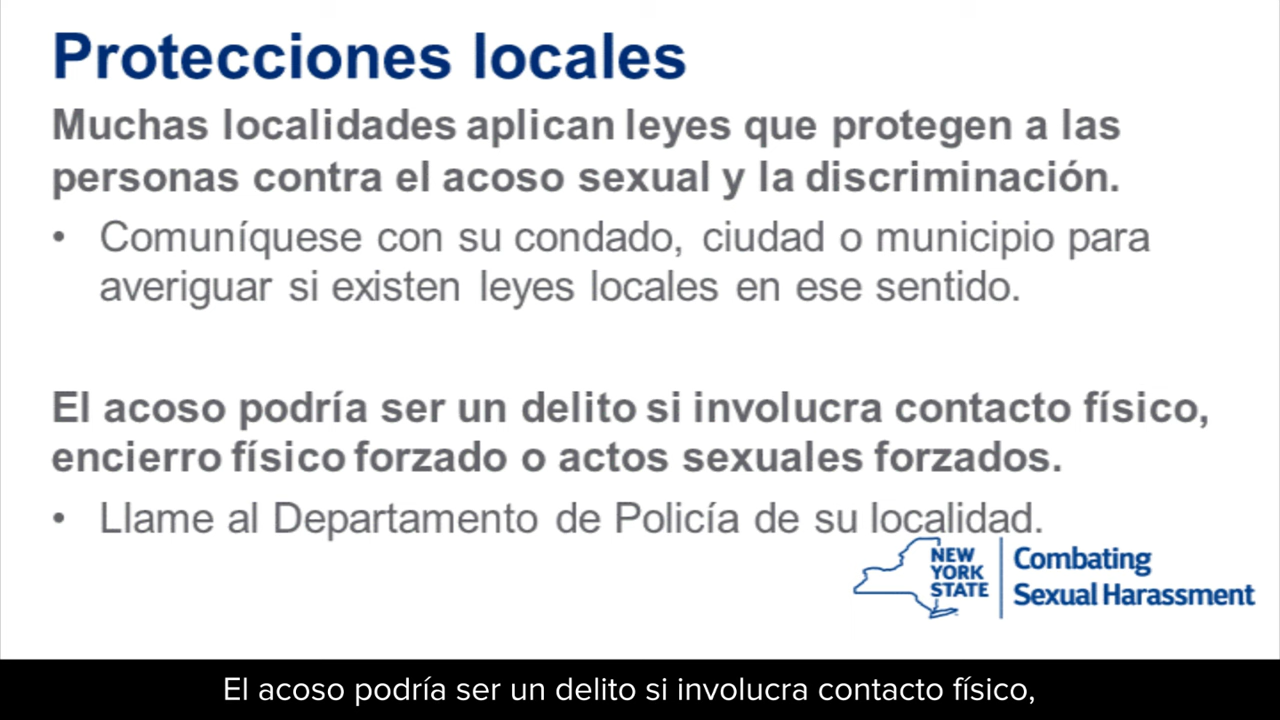 Protecciones locales
Muchas localidades aplican leyes que protegen a las
personas contra el acoso sexual y la discriminación.
• Comuníquese con su condado, ciudad o municipio para
averiguar si existen leyes locales en ese sentido.
El acoso podría ser un delito si involucra contacto físico,
encierro físico forzado o actos sexuales forzados.
• Llame al Departamento de Policía de su localidad.
NEW
YORK
STATE
Combating
Sexual Harassment
El acoso podría ser un delito si involucra contacto físico,